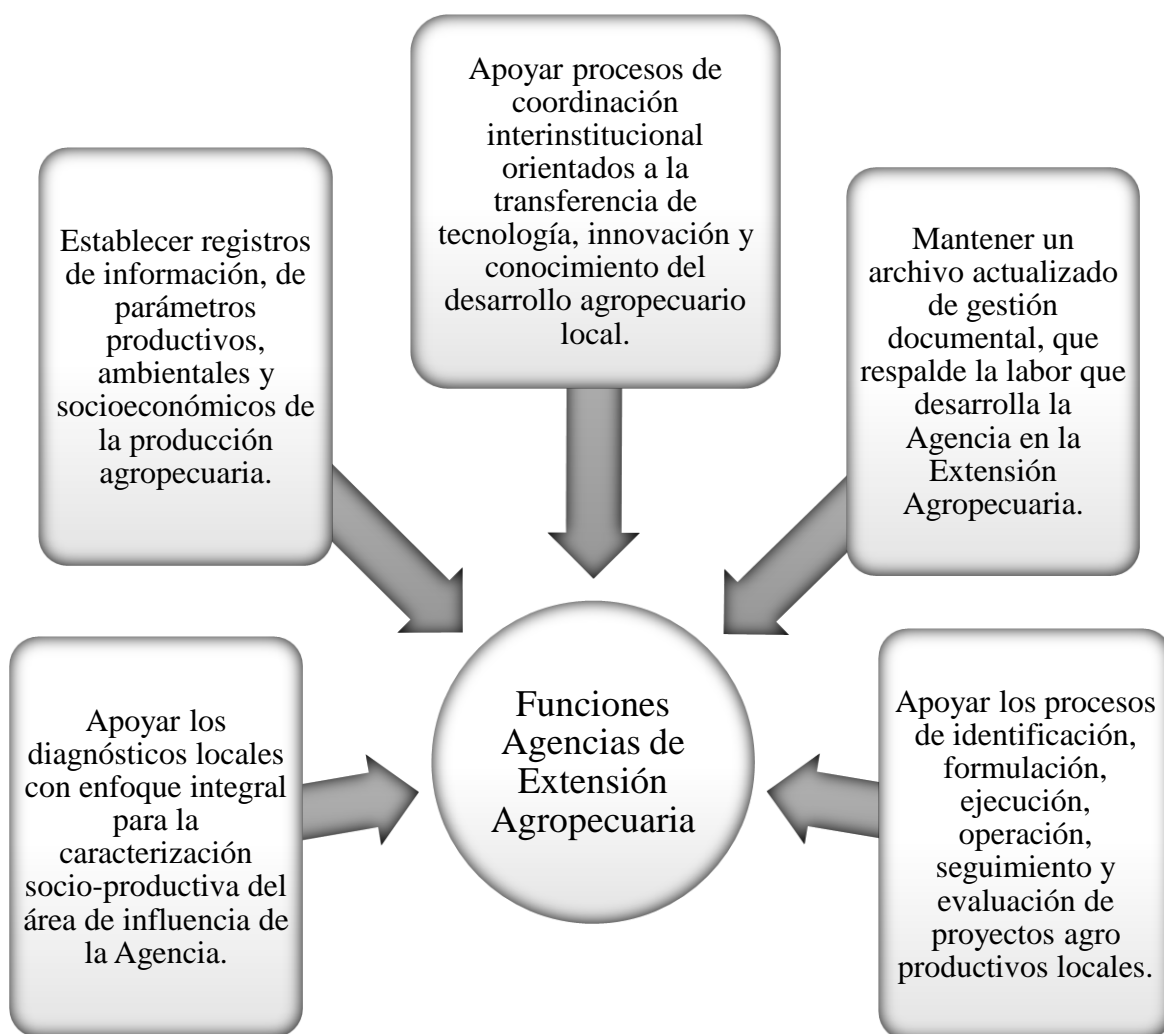 Apoyar los
diagnósticos locales
con enfoque integral
para la
caracterización
socio-productiva del
área de influencia de
la Agencia.
Establecer registros
de información, de
parámetros
productivos,
ambientales y
socioeconómicos de
la producción
agropecuaria.
Apoyar procesos de
coordinación
interinstitucional
orientados a la
transferencia de
tecnología, innovación y
conocimiento del
desarrollo agropecuario
local.
Mantener un
archivo actualizado
de gestión
documental, que
respalde la labor que
desarrolla la
Agencia en la
Extensión
Agropecuaria.
Apoyar los procesos
de identificación,
formulación,
ejecución,
operación,
seguimiento y
evaluación de
proyectos agro
productivos locales.
Funciones
Agencias de
Extensión
Agropecuaria